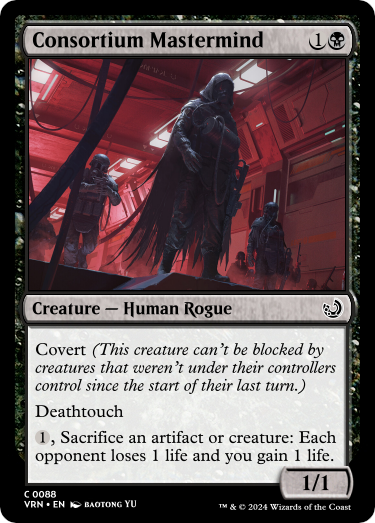 Consortium Mastermind 1
Creature — Human Rogue
Covert (This creature can't be blocked by
creatures that weren't under their controllers
control since the start of their last turn.)
Deathtouch
1, Sacrifice an artifact or creature: Each
opponent loses 1 life and you gain 1 life.
1/1
C 0088
VRN • EN BAOTONG YU
™ & © 2024 Wizards of the Coast